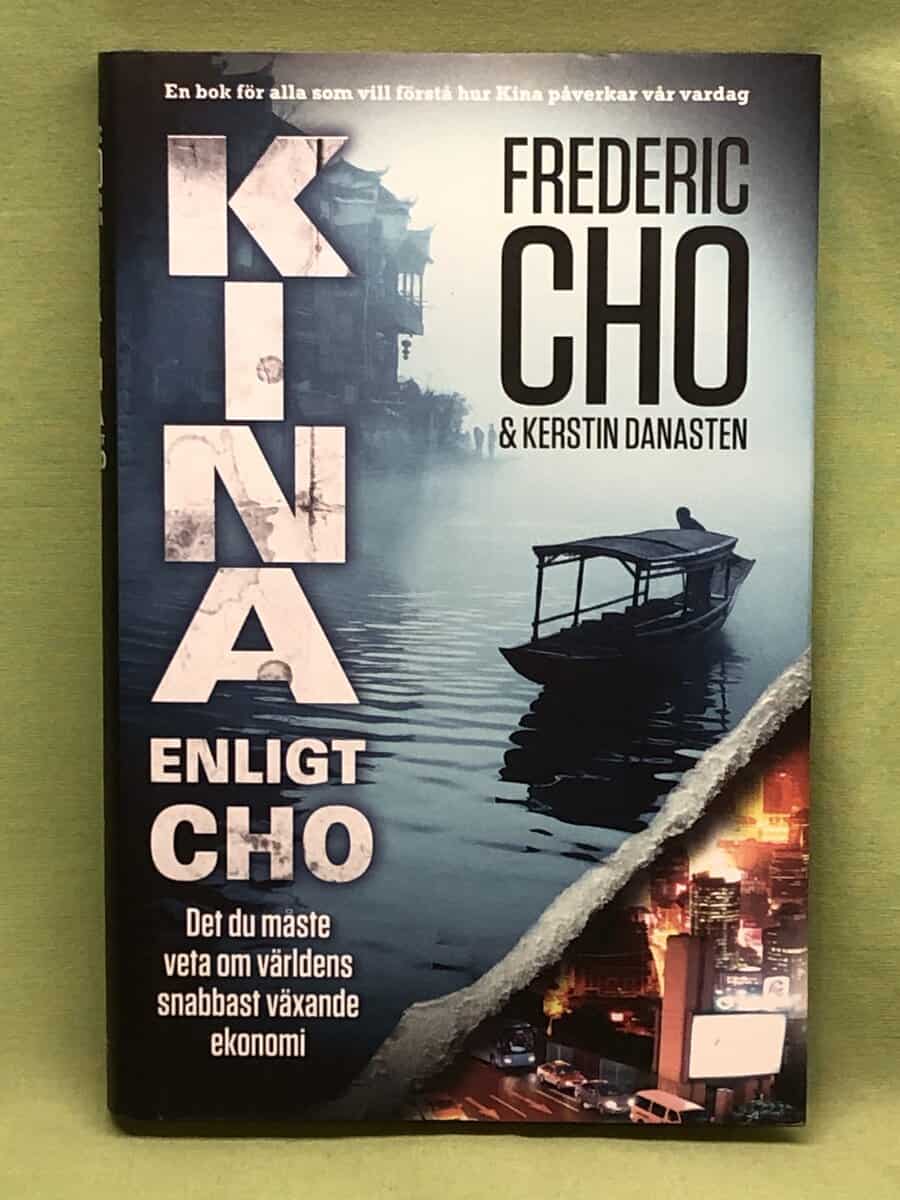 En bok för alla som vill förstå hur Kina påverkar vår vardag
KINA
ENLIGT
CHO
Det du måste
veta om världens
snabbast växande
ekonomi
FREDERIC
CHO
& KERSTIN DANASTEN